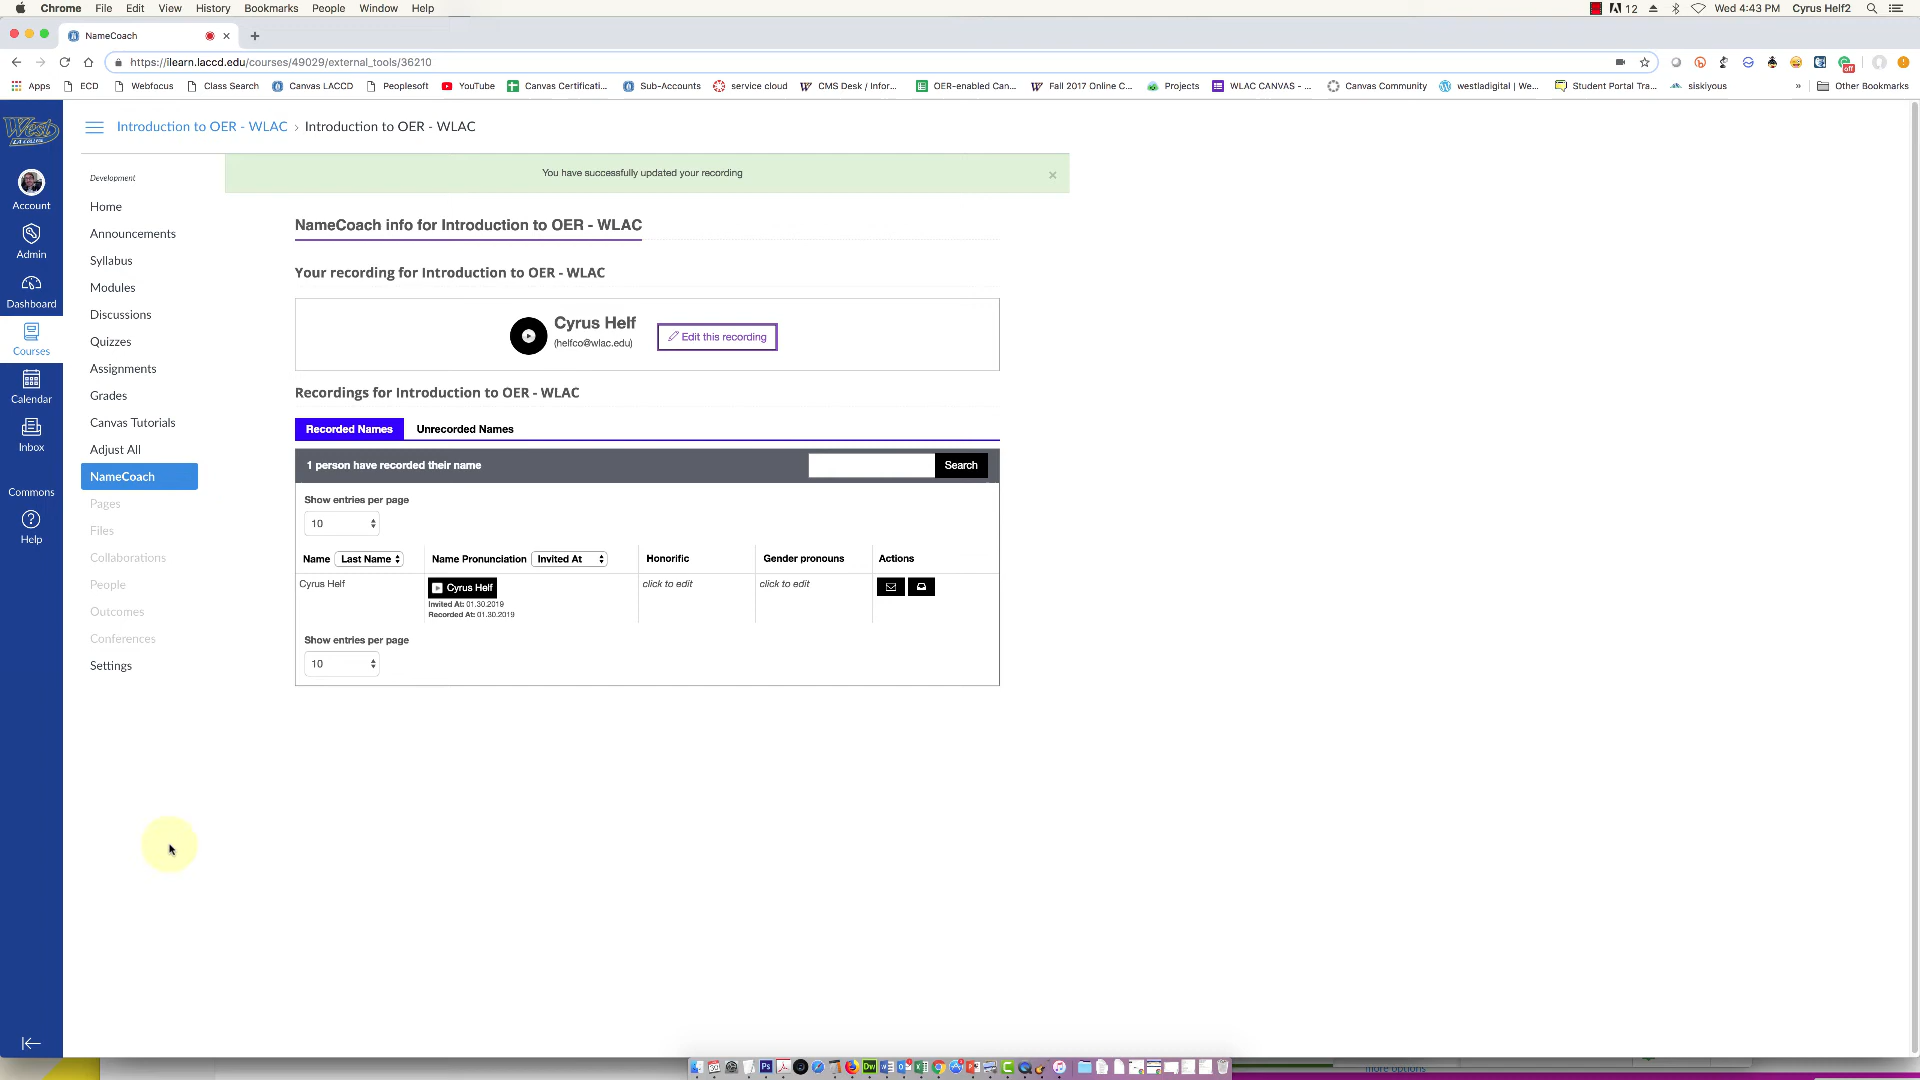 Chrome File Edit View History Bookmarks People Window Help 12 Wed 4:43 PM Cyrus Helf2
NameCoach
https://ilearn.laccd.edu/courses/49029/external_tools/36210
Apps ECD Webfocus Class Search Canvas LACCD Peoplesoft YouTube Canvas Certificati... Sub-Accounts service cloud CMS Desk / Infor... OER-enabled Can... Fall 2017 Online C... Projects WLAC CANVAS - ... Canvas Community westladigital | We... Student Portal Tra... siskiyous » Other Bookmarks
West
L.A. COLLEGE
Introduction to OER - WLAC › Introduction to OER - WLAC
Account
Admin
Dashboard
Courses
Calendar
Inbox
Commons
Help
Development
Home
Announcements
Syllabus
Modules
Discussions
Quizzes
Assignments
Grades
Canvas Tutorials
Adjust All
NameCoach
Pages
Files
Collaborations
People
Outcomes
Conferences
Settings
You have successfully updated your recording ×
NameCoach info for Introduction to OER - WLAC
Your recording for Introduction to OER - WLAC
Cyrus Helf
(helfco@wlac.edu)
Edit this recording
Recordings for Introduction to OER - WLAC
Recorded Names Unrecorded Names
1 person have recorded their name Search
Show entries per page
10
Name Last Name Name Pronunciation Invited At Honorific Gender pronouns Actions
Cyrus Helf Cyrus Helf click to edit click to edit
Invited At: 01.30.2019
Recorded At: 01.30.2019
Show entries per page
10
more options